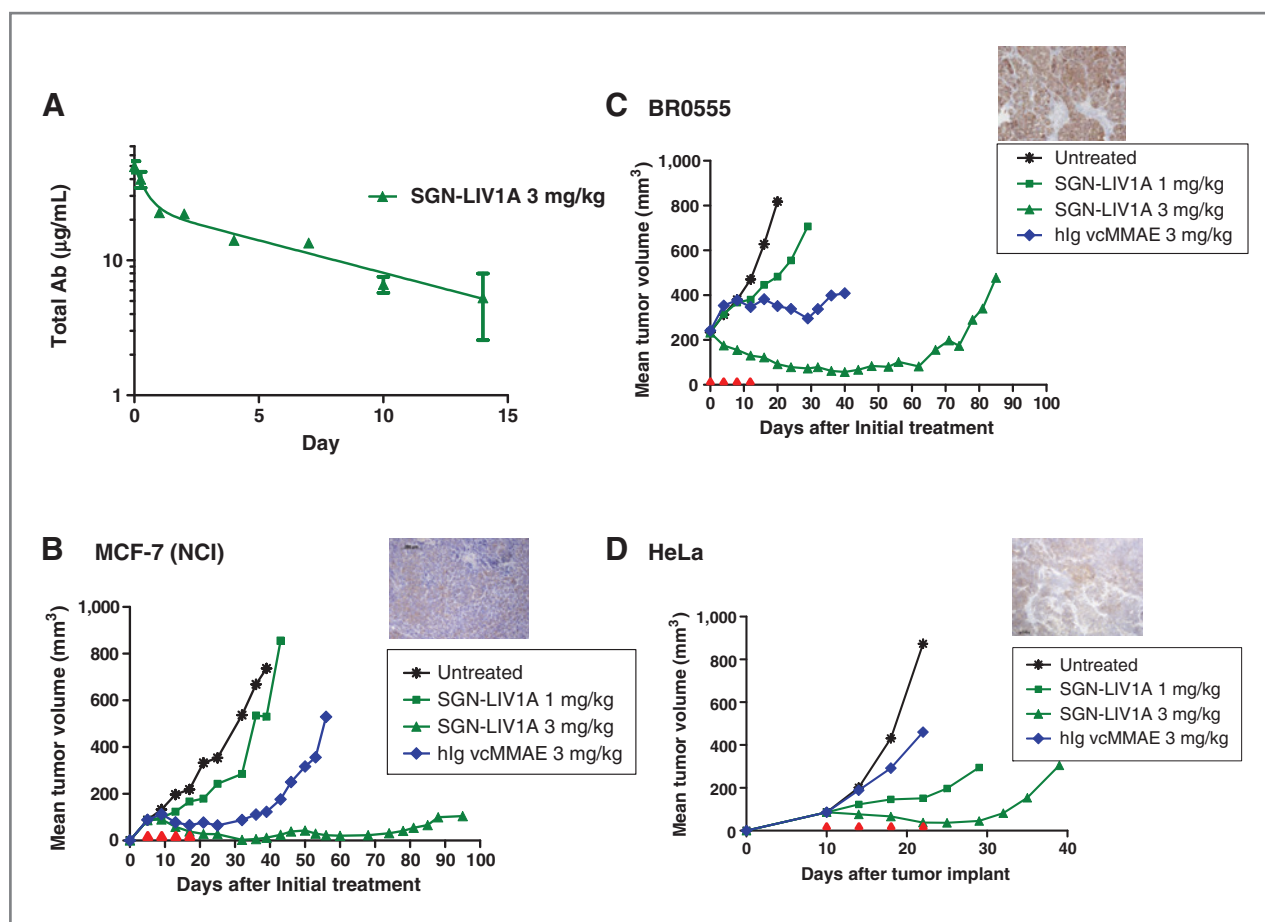 A
Total Ab (μg/mL)
10
1
0 5 10 15
Day
SGN-LIV1A 3 mg/kg
C BR0555
Mean tumor volume (mm³)
1,000
800
600
400
200
0
0 10 20 30 40 50 60 70 80 90 100
Days after Initial treatment
Untreated
SGN-LIV1A 1 mg/kg
SGN-LIV1A 3 mg/kg
hIg vcMMAE 3 mg/kg
B MCF-7 (NCI)
Mean tumor volume (mm³)
1,000
800
600
400
200
0
0 10 20 30 40 50 60 70 80 90 100
Days after Initial treatment
Untreated
SGN-LIV1A 1 mg/kg
SGN-LIV1A 3 mg/kg
hIg vcMMAE 3 mg/kg
D HeLa
Mean tumor volume (mm³)
1,000
800
600
400
200
0
0 10 20 30 40
Days after tumor implant
Untreated
SGN-LIV1A 1 mg/kg
SGN-LIV1A 3 mg/kg
hIg vcMMAE 3 mg/kg